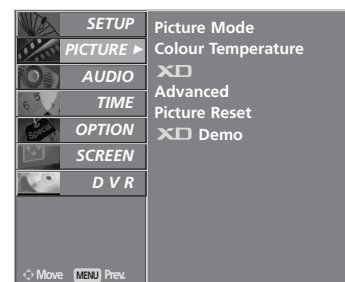 SETUP
PICTURE ►
AUDIO
TIME
OPTION
SCREEN
D V R
Move MENU Prev.
Picture Mode
Colour Temperature
XD
Advanced
Picture Reset
XD Demo